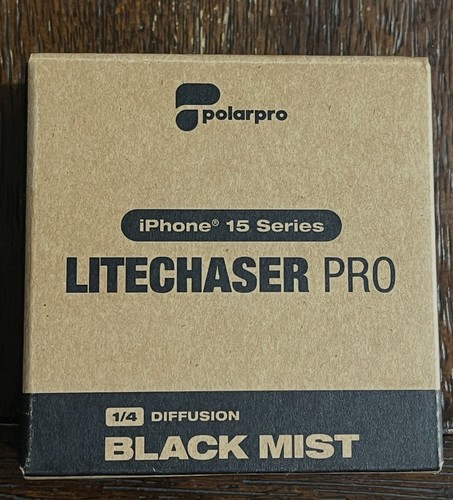 polarpro
iPhone® 15 Series
LITECHASER PRO
1/4 DIFFUSION
BLACK MIST